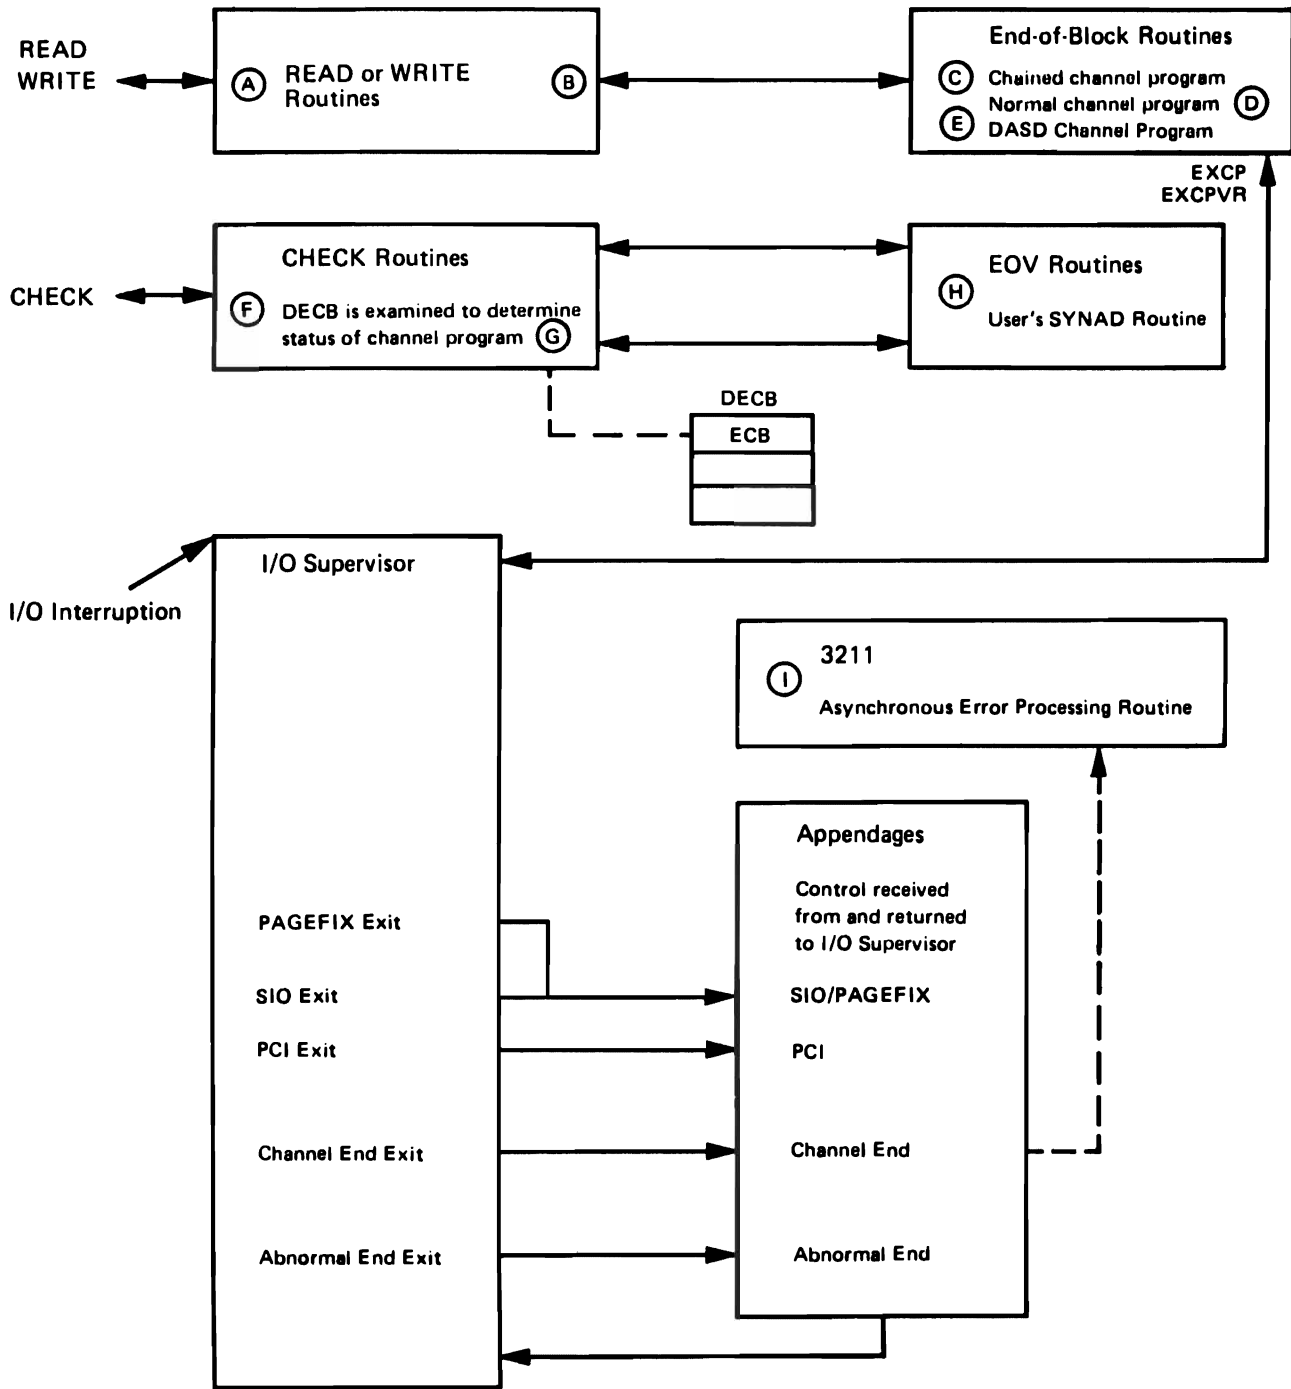 READ
WRITE
A
READ or WRITE
Routines
B
End-of-Block Routines
C Chained channel program
Normal channel program D
E DASD Channel Program
EXCP
EXCPVR
CHECK
CHECK Routines
F DECB is examined to determine
status of channel program G
EOV Routines
H
User's SYNAD Routine
DECB
ECB
I/O Interruption
I/O Supervisor
3211
I
Asynchronous Error Processing Routine
Appendages
Control received
from and returned
to I/O Supervisor
PAGEFIX Exit
SIO Exit
SIO/PAGEFIX
PCI Exit
PCI
Channel End Exit
Channel End
Abnormal End Exit
Abnormal End